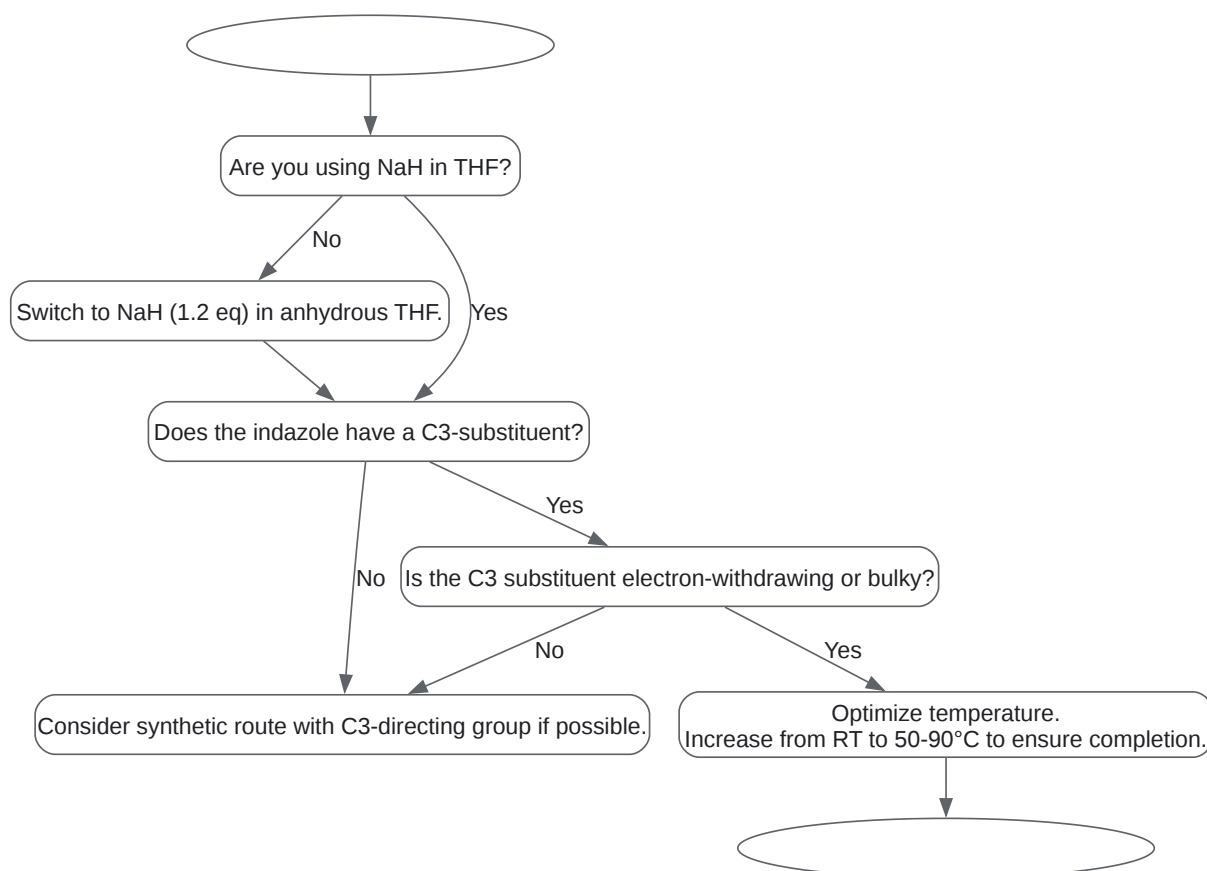 Are you using NaH in THF?
No
Switch to NaH (1.2 eq) in anhydrous THF.
Yes
Does the indazole have a C3-substituent?
Yes
No
Is the C3 substituent electron-withdrawing or bulky?
No
Yes
Consider synthetic route with C3-directing group if possible.
Optimize temperature.
Increase from RT to 50-90°C to ensure completion.